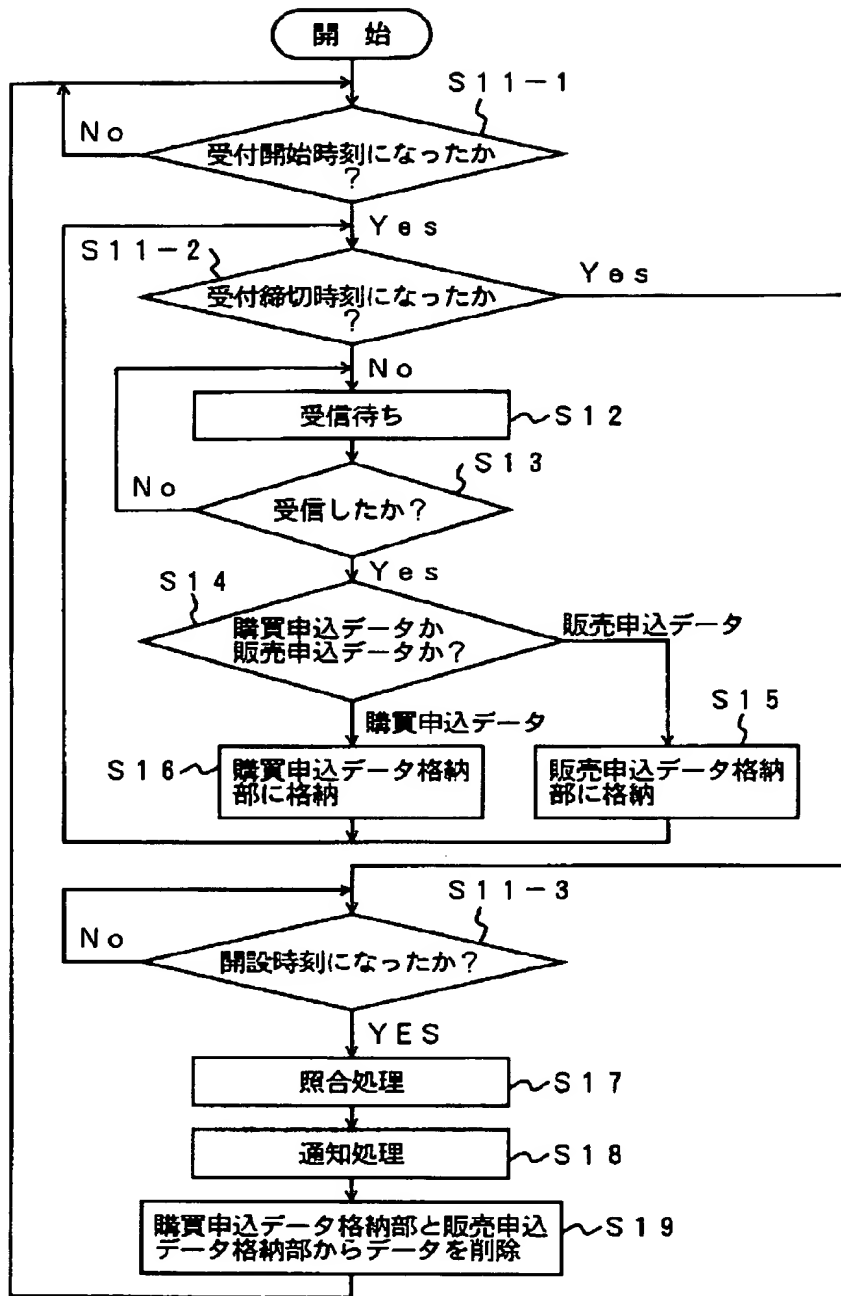 開 始
S11-1
No
受付開始時刻になったか
?
Yes
S11-2
Yes
受付締切時刻になったか
?
No
受信待ち
S12
S13
No
受信したか?
Yes
S14
購買申込データか
販売申込データか?
販売申込データ
購買申込データ
S15
S16
購買申込データ格納
部に格納
販売申込データ格納
部に格納
S11-3
No
開設時刻になったか?
YES
照合処理
S17
通知処理
S18
購買申込データ格納部と販売申込
データ格納部からデータを削除
S19